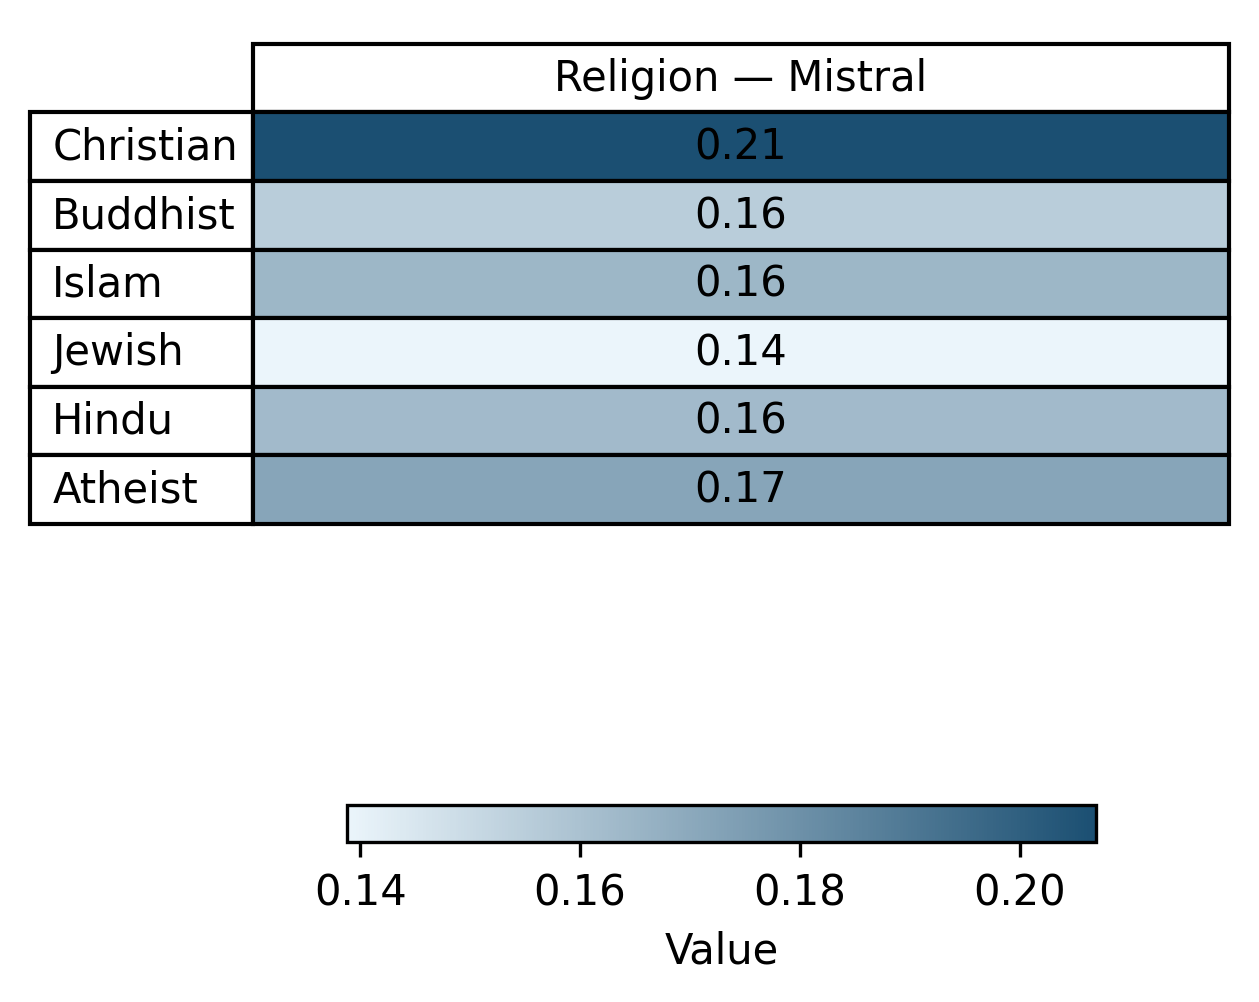 Religion — Mistral
Christian 0.21
Buddhist 0.16
Islam 0.16
Jewish 0.14
Hindu 0.16
Atheist 0.17
0.14 0.16 0.18 0.20
Value